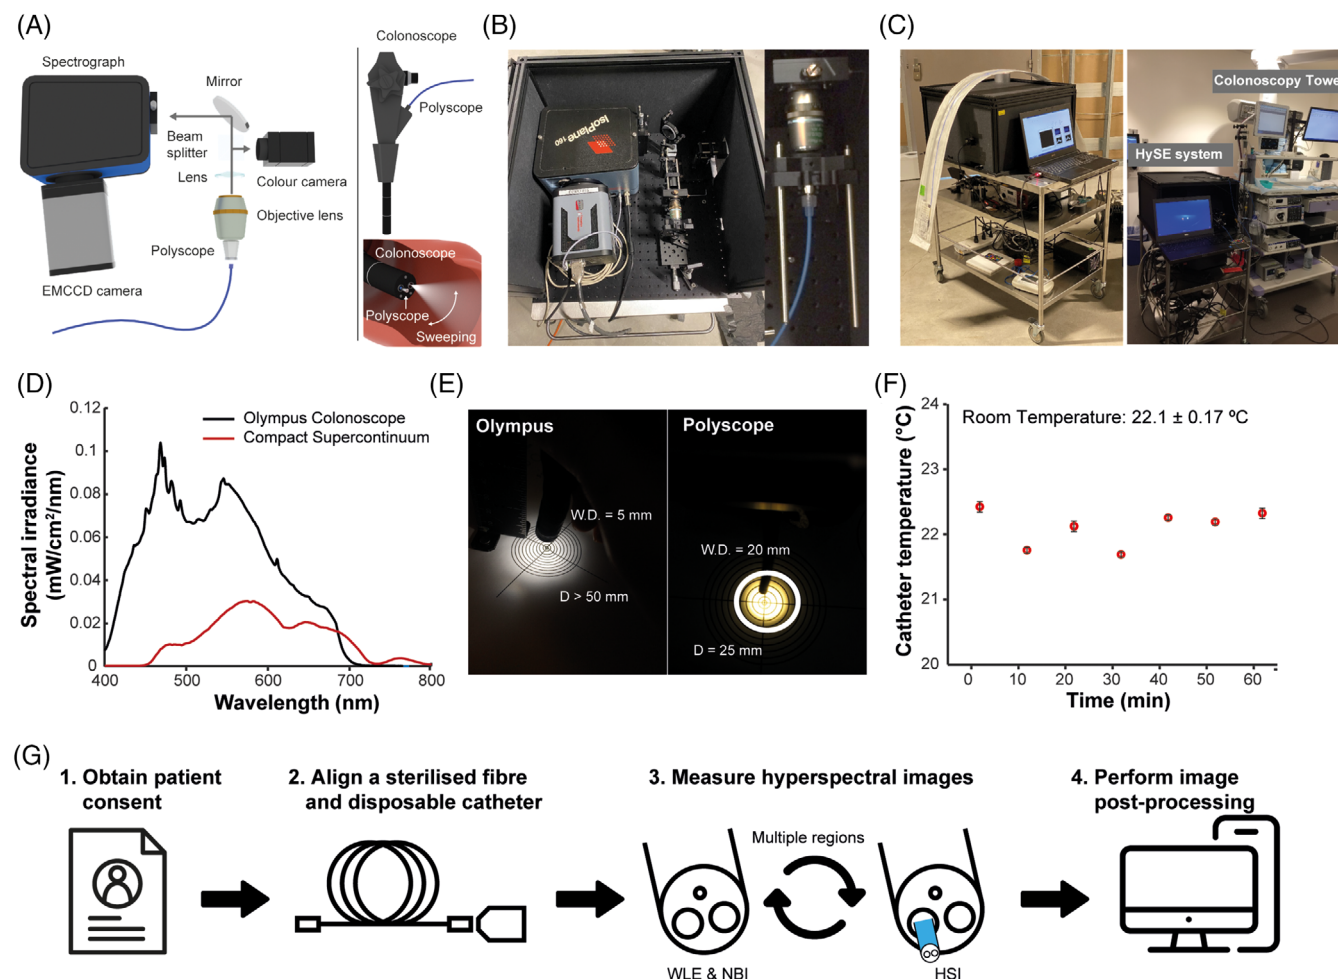 (A)
Spectrograph
Mirror
Beam
splitter
Lens
Colour camera
Objective lens
Polyscope
EMCCD camera
Colonoscope
Polyscope
Colonoscope
Polyscope
Sweeping
(B)
IsoPlane 160
(C)
Colonoscopy Towe
HySE system
(D)
Olympus Colonoscope
Compact Supercontinuum
Spectral irradiance
(mW/cm²/nm)
0.12
0.1
0.08
0.06
0.04
0.02
0
400 500 600 700 800
Wavelength (nm)
(E)
Olympus
W.D. = 5 mm
D > 50 mm
Polyscope
W.D. = 20 mm
D = 25 mm
(F)
Room Temperature: 22.1 ± 0.17 ºC
Catheter temperature (°C)
24
23
22
21
20
0 10 20 30 40 50 60
Time (min)
(G)
1. Obtain patient
consent
2. Align a sterilised fibre
and disposable catheter
3. Measure hyperspectral images
Multiple regions
WLE & NBI
HSI
4. Perform image
post-processing